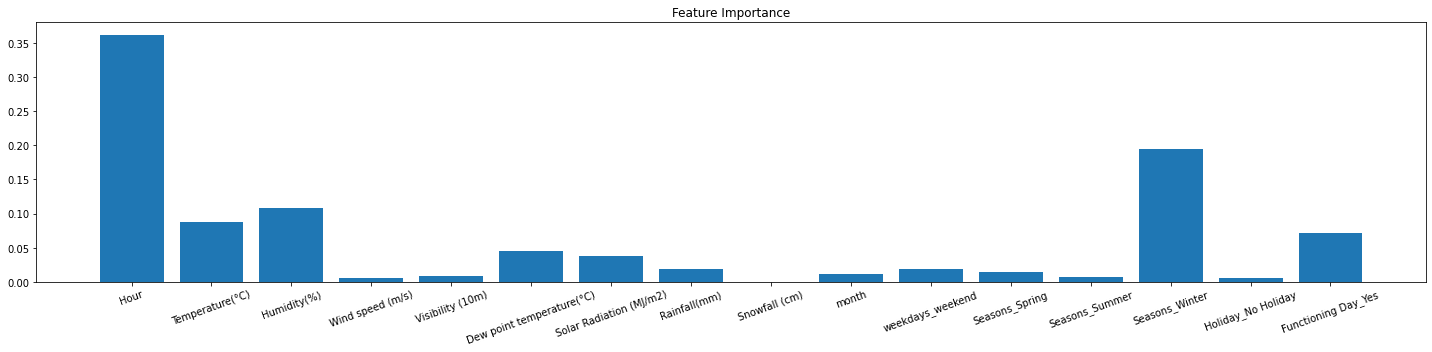 Feature Importance
0.35
0.30
0.25
0.20
0.15
0.10
0.05
0.00
Hour
Temperature(°C)
Humidity(%)
Wind speed (m/s)
Visibility (10m)
Dew point temperature(°C)
Solar Radiation (MJ/m2)
Rainfall(mm)
Snowfall (cm)
month
weekdays_weekend
Seasons_Spring
Seasons_Summer
Seasons_Winter
Holiday_No Holiday
Functioning Day_Yes